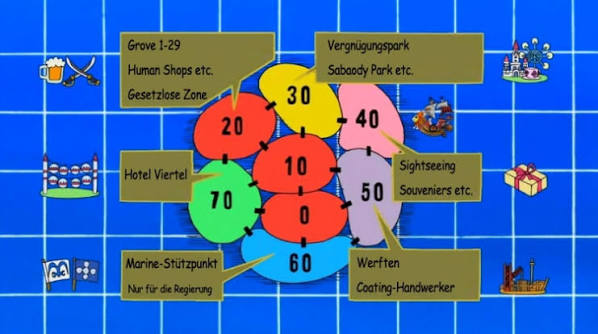 Grove 1-29
Human Shops etc.
Gesetzlose Zone
Vergnügungspark
Sabaody Park etc.
30
20
40
10
Sightseeing
Souveniers etc.
Hotel Viertel
70
50
0
Marine-Stützpunkt
Nur für die Regierung
60
Werften
Coating-Handwerker